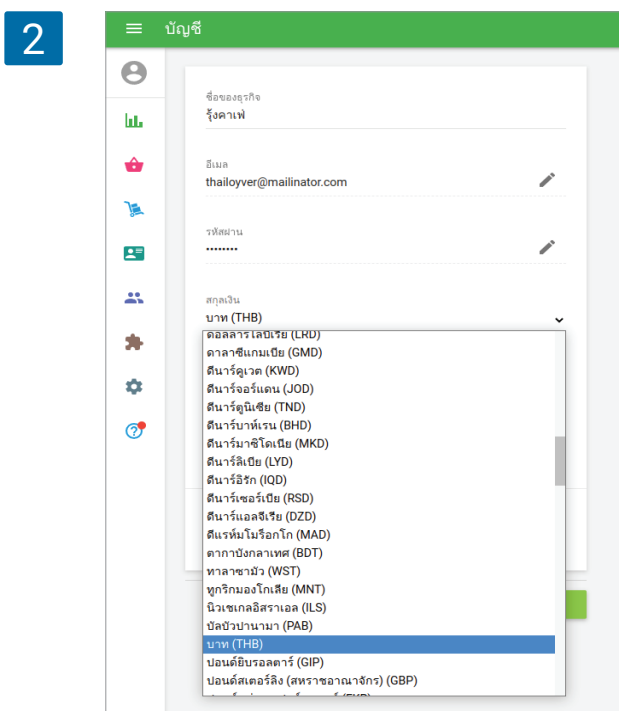 2
บัญชี
ชื่อของธุรกิจ
รุ้งคาเฟ่
อีเมล
thailoyver@mailinator.com
รหัสผ่าน
••••••••
สกุลเงิน
บาท (THB)
ดอลลาร์ไลบีเรีย (LRD)
ดาลาซีแกมเบีย (GMD)
ดีนาร์คูเวต (KWD)
ดีนาร์จอร์แดน (JOD)
ดีนาร์ตูนิเซีย (TND)
ดีนาร์บาห์เรน (BHD)
ดีนาร์มาซิโดเนีย (MKD)
ดีนาร์ลิเบีย (LYD)
ดีนาร์อิรัก (IQD)
ดีนาร์เซอร์เบีย (RSD)
ดีนาร์แอลจีเรีย (DZD)
ดีแรห์มโมร็อกโก (MAD)
ตากาบังกลาเทศ (BDT)
ทาลาซามัว (WST)
ทูกริกมองโกเลีย (MNT)
นิวเชเกลอิสราเอล (ILS)
บัลบัวปานามา (PAB)
บาท (THB)
ปอนด์ยิบรอลตาร์ (GIP)
ปอนด์สเตอร์ลิง (สหราชอาณาจักร) (GBP)